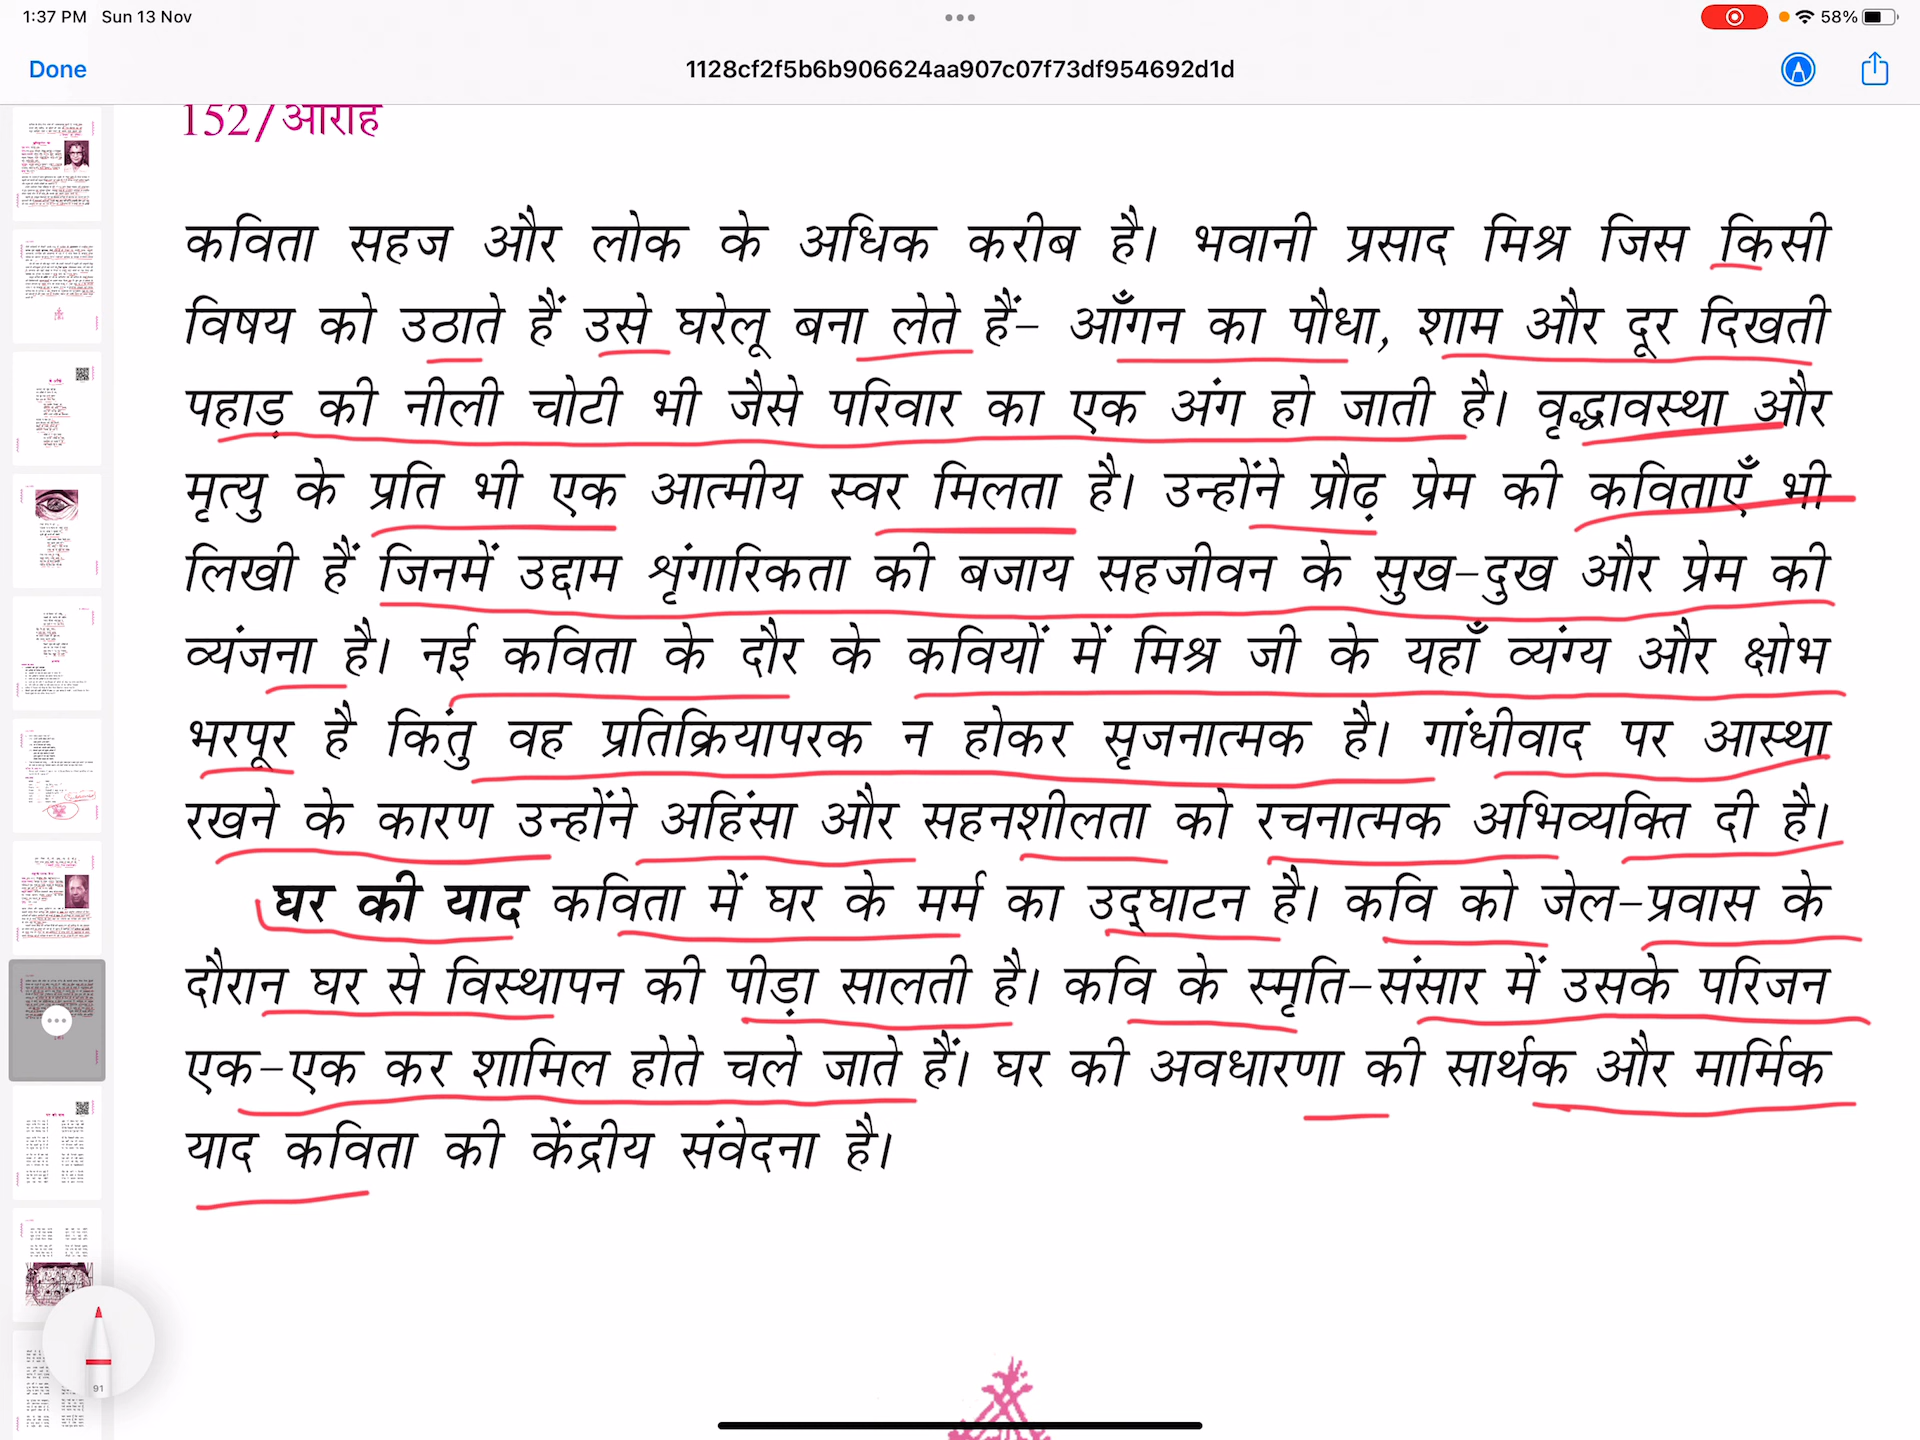 1:37 PM Sun 13 Nov
58%
Done
1128cf2f5b6b906624aa907c07f73df954692d1d
152/आरोह
कविता सहज और लोक के अधिक करीब है। भवानी प्रसाद मिश्र जिस किसी
विषय को उठाते हैं उसे घरेलू बना लेते हैं- आँगन का पौधा, शाम और दूर दिखती
पहाड़ की नीली चोटी भी जैसे परिवार का एक अंग हो जाती है। वृद्धावस्था और
मृत्यु के प्रति भी एक आत्मीय स्वर मिलता है। उन्होंने प्रौढ़ प्रेम की कविताएँ भी
लिखी हैं जिनमें उद्दाम शृंगारिकता की बजाय सहजीवन के सुख-दुख और प्रेम की
व्यंजना है। नई कविता के दौर के कवियों में मिश्र जी के यहाँ व्यंग्य और क्षोभ
भरपूर है किंतु वह प्रतिक्रियापरक न होकर सृजनात्मक है। गांधीवाद पर आस्था
रखने के कारण उन्होंने अहिंसा और सहनशीलता को रचनात्मक अभिव्यक्ति दी है।
घर की याद कविता में घर के मर्म का उद्घाटन है। कवि को जेल-प्रवास के
दौरान घर से विस्थापन की पीड़ा सालती है। कवि के स्मृति-संसार में उसके परिजन
एक-एक कर शामिल होते चले जाते हैं। घर की अवधारणा की सार्थक और मार्मिक
याद कविता की केंद्रीय संवेदना है।
91